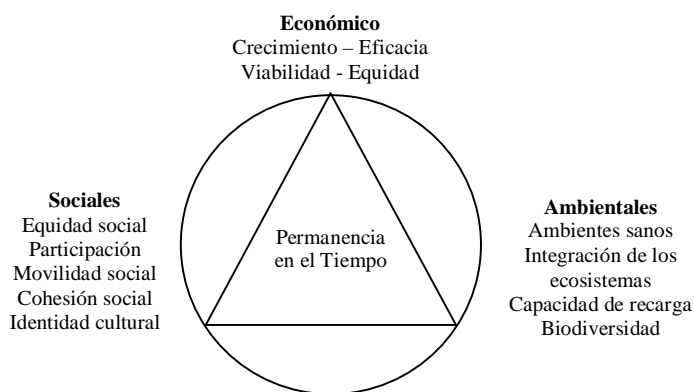 Económico
Crecimiento – Eficacia
Viabilidad - Equidad
Sociales
Equidad social
Participación
Movilidad social
Cohesión social
Identidad cultural
Permanencia
en el Tiempo
Ambientales
Ambientes sanos
Integración de los
ecosistemas
Capacidad de recarga
Biodiversidad